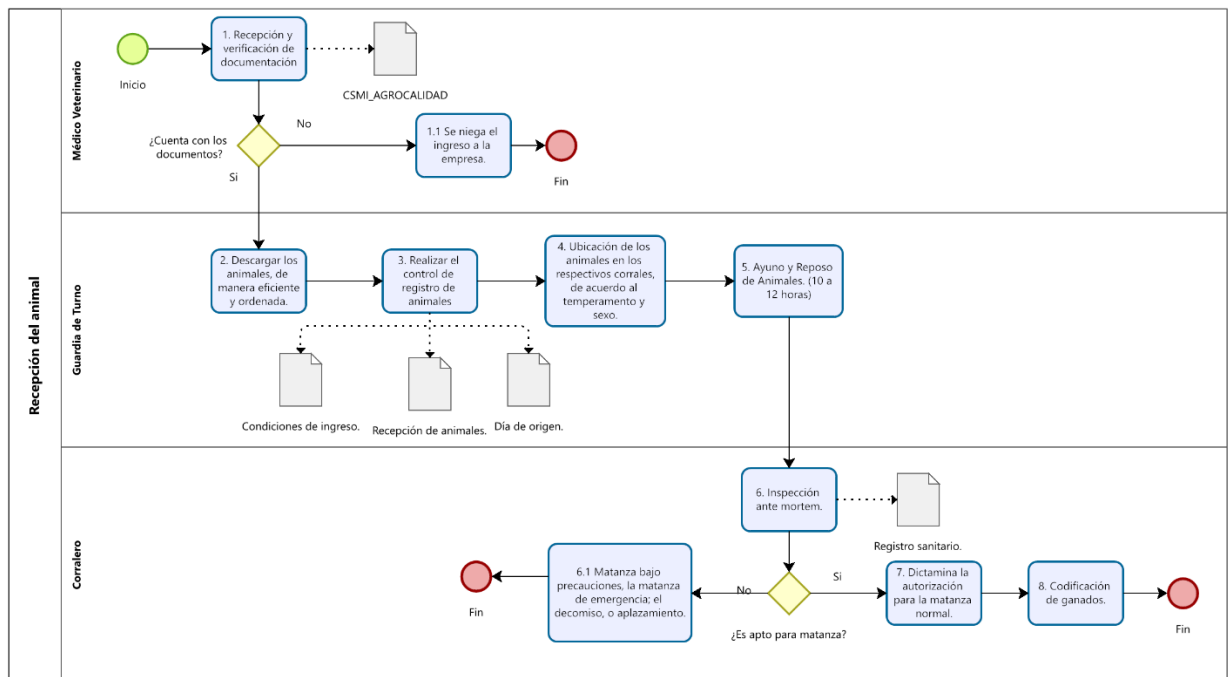 Recepción del animal
Médico Veterinario
Inicio
1. Recepción y
verificación de
documentación
CSMI_AGROCALIDAD
¿Cuenta con los
documentos?
No
Si
1.1 Se niega el
ingreso a la
empresa.
Fin
Guardia de Turno
2. Descargar los
animales, de
manera eficiente
y ordenada.
3. Realizar el
control de
registro de
animales
4. Ubicación de los
animales en los
respectivos corrales,
de acuerdo al
temperamento y
sexo.
5. Ayuno y Reposo
de Animales. (10 a
12 horas)
Condiciones de ingreso.
Recepción de animales.
Día de origen.
Corralero
6. Inspección
ante mortem.
Registro sanitario.
¿Es apto para matanza?
No
Si
6.1 Matanza bajo
precauciones, la matanza
de emergencia; el
decomiso, o aplazamiento.
Fin
7. Dictamina la
autorización
para la matanza
normal.
8. Codificación
de ganados.
Fin